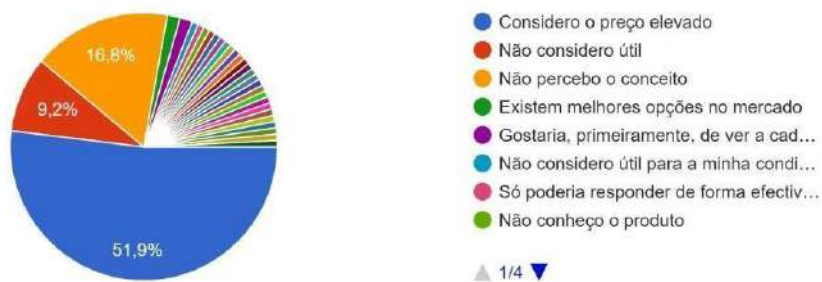 16,8%
9,2%
51,9%
Considero o preço elevado
Não considero útil
Não percebo o conceito
Existem melhores opções no mercado
Gostaria, primeiramente, de ver a cad...
Não considero útil para a minha condi...
Só poderia responder de forma efectiv...
Não conheço o produto
1/4